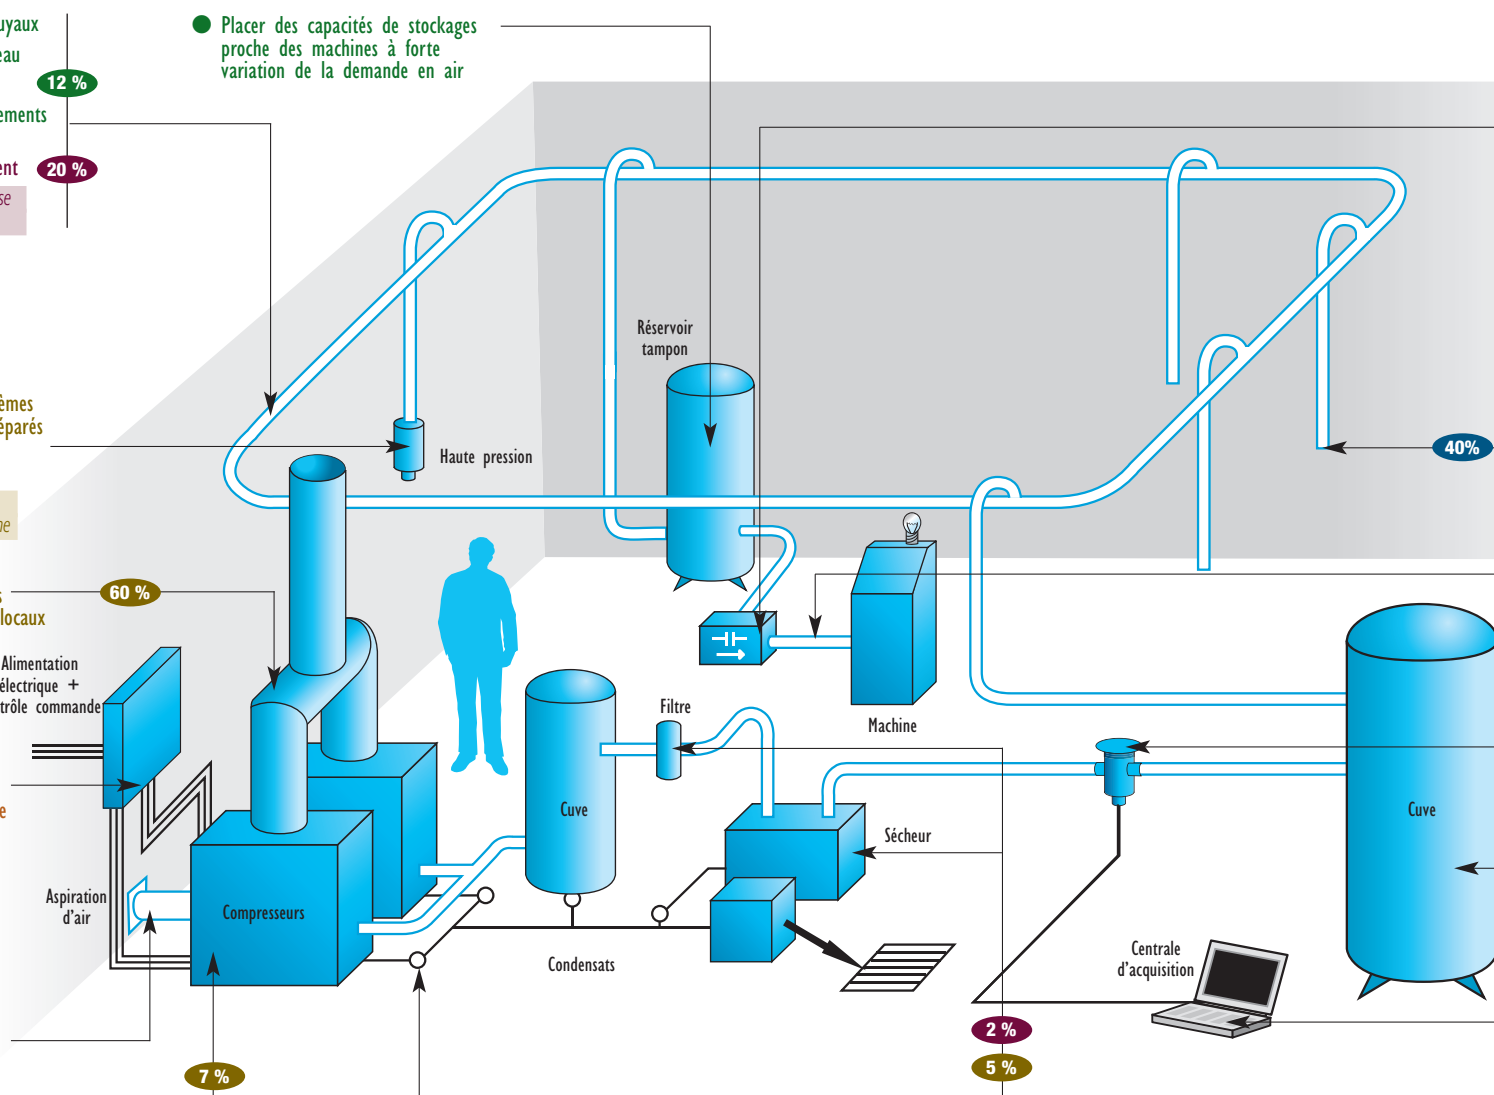 uyaux
eau
12 %
ements
ent
20 %
se
Placer des capacités de stockages
proche des machines à forte
variation de la demande en air
Réservoir
tampon
èmes
éparés
Haute pression
40%
ne
60 %
s
locaux
Alimentation
électrique +
trôle commande
Filtre
Machine
e
Cuve
Cuve
Sécheur
Aspiration
d'air
Compresseurs
Condensats
Centrale
d'acquisition
2 %
5 %
7 %